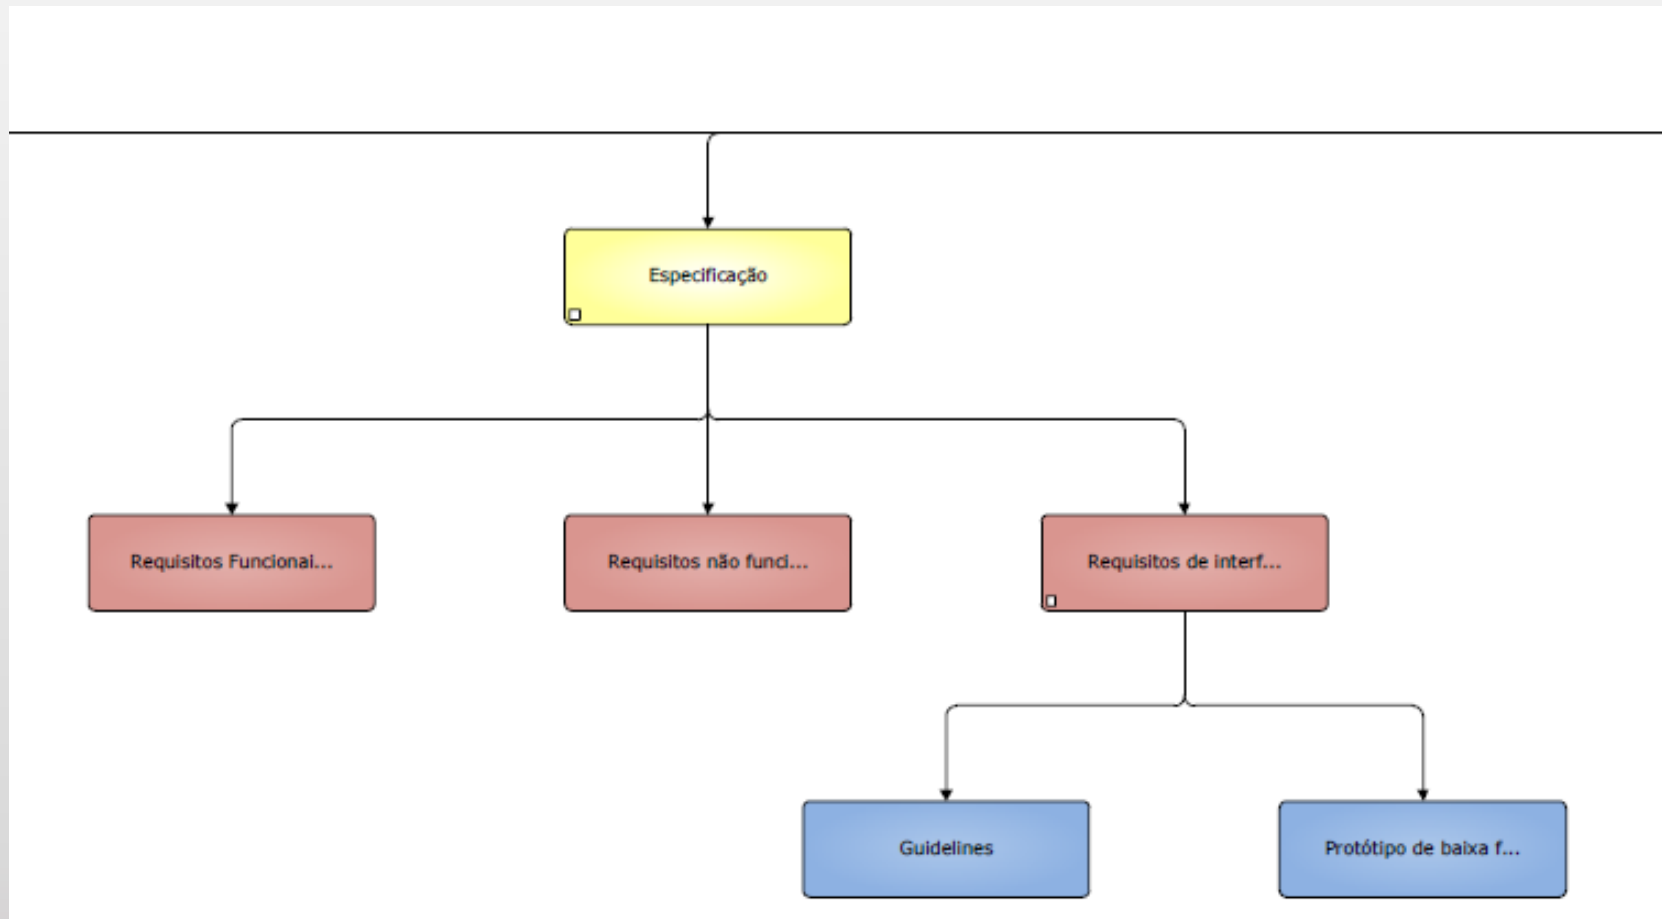 Especificação
Requisitos Funcionai...
Requisitos não funci...
Requisitos de interf...
Guidelines
Protótipo de baixa f...